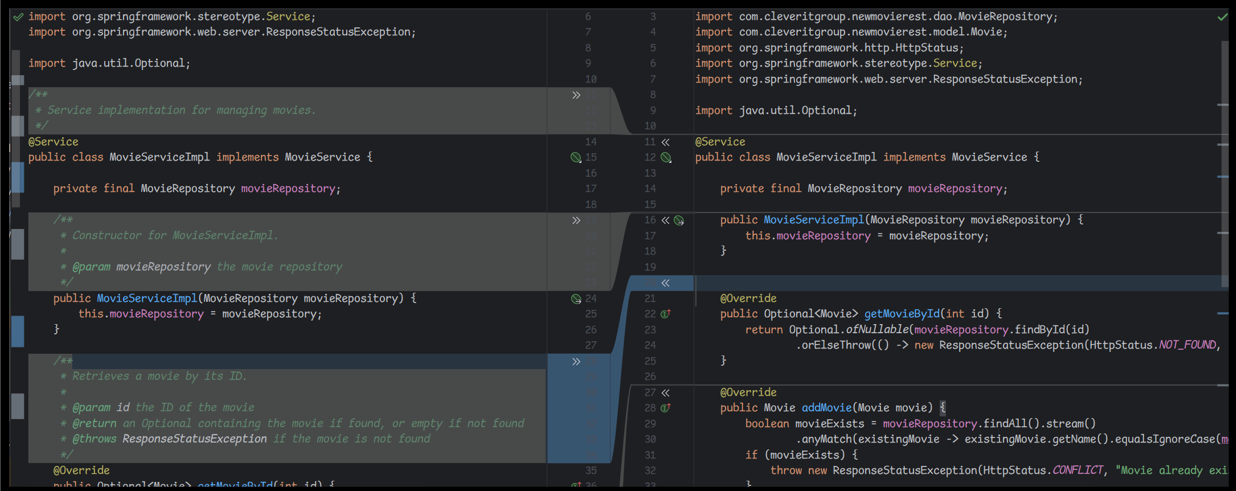 import org.springframework.stereotype.Service;
import org.springframework.web.server.ResponseStatusException;
import java.util.Optional;
/**
* Service implementation for managing movies.
*/
@Service
public class MovieServiceImpl implements MovieService {
private final MovieRepository movieRepository;
/**
* Constructor for MovieServiceImpl.
*
* @param movieRepository the movie repository
*/
public MovieServiceImpl(MovieRepository movieRepository) {
this.movieRepository = movieRepository;
}
/**
* Retrieves a movie by its ID.
*
* @param id the ID of the movie
* @return an Optional containing the movie if found, or empty if not found
* @throws ResponseStatusException if the movie is not found
*/
@Override
public Optional<Movie> getMovieById(int id) {
6
7
8
9
10
»
14
15
16
17
18
»
24
25
26
27
»
35
36
3 import com.cleveritgroup.newmovierest.dao.MovieRepository;
4 import com.cleveritgroup.newmovierest.model.Movie;
5 import org.springframework.http.HttpStatus;
6 import org.springframework.stereotype.Service;
7 import org.springframework.web.server.ResponseStatusException;
8
9 import java.util.Optional;
10
11 « @Service
12 public class MovieServiceImpl implements MovieService {
13
14 private final MovieRepository movieRepository;
15
16 « public MovieServiceImpl(MovieRepository movieRepository) {
17 this.movieRepository = movieRepository;
18 }
19
«
21 @Override
22 public Optional<Movie> getMovieById(int id) {
23 return Optional.ofNullable(movieRepository.findById(id)
24 .orElseThrow(() -> new ResponseStatusException(HttpStatus.NOT_FOUND,
25 }
26
27 « @Override
28 public Movie addMovie(Movie movie) {
29 boolean movieExists = movieRepository.findAll().stream()
30 .anyMatch(existingMovie -> existingMovie.getName().equalsIgnoreCase(m
31 if (movieExists) {
32 throw new ResponseStatusException(HttpStatus.CONFLICT, "Movie already exi
33 }